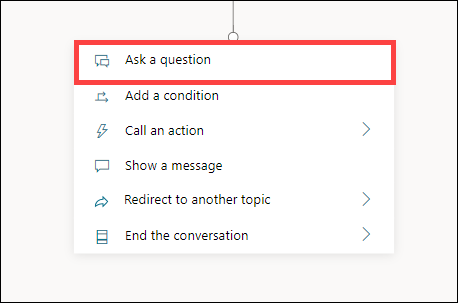 Ask a question
Add a condition
Call an action
Show a message
Redirect to another topic
End the conversation